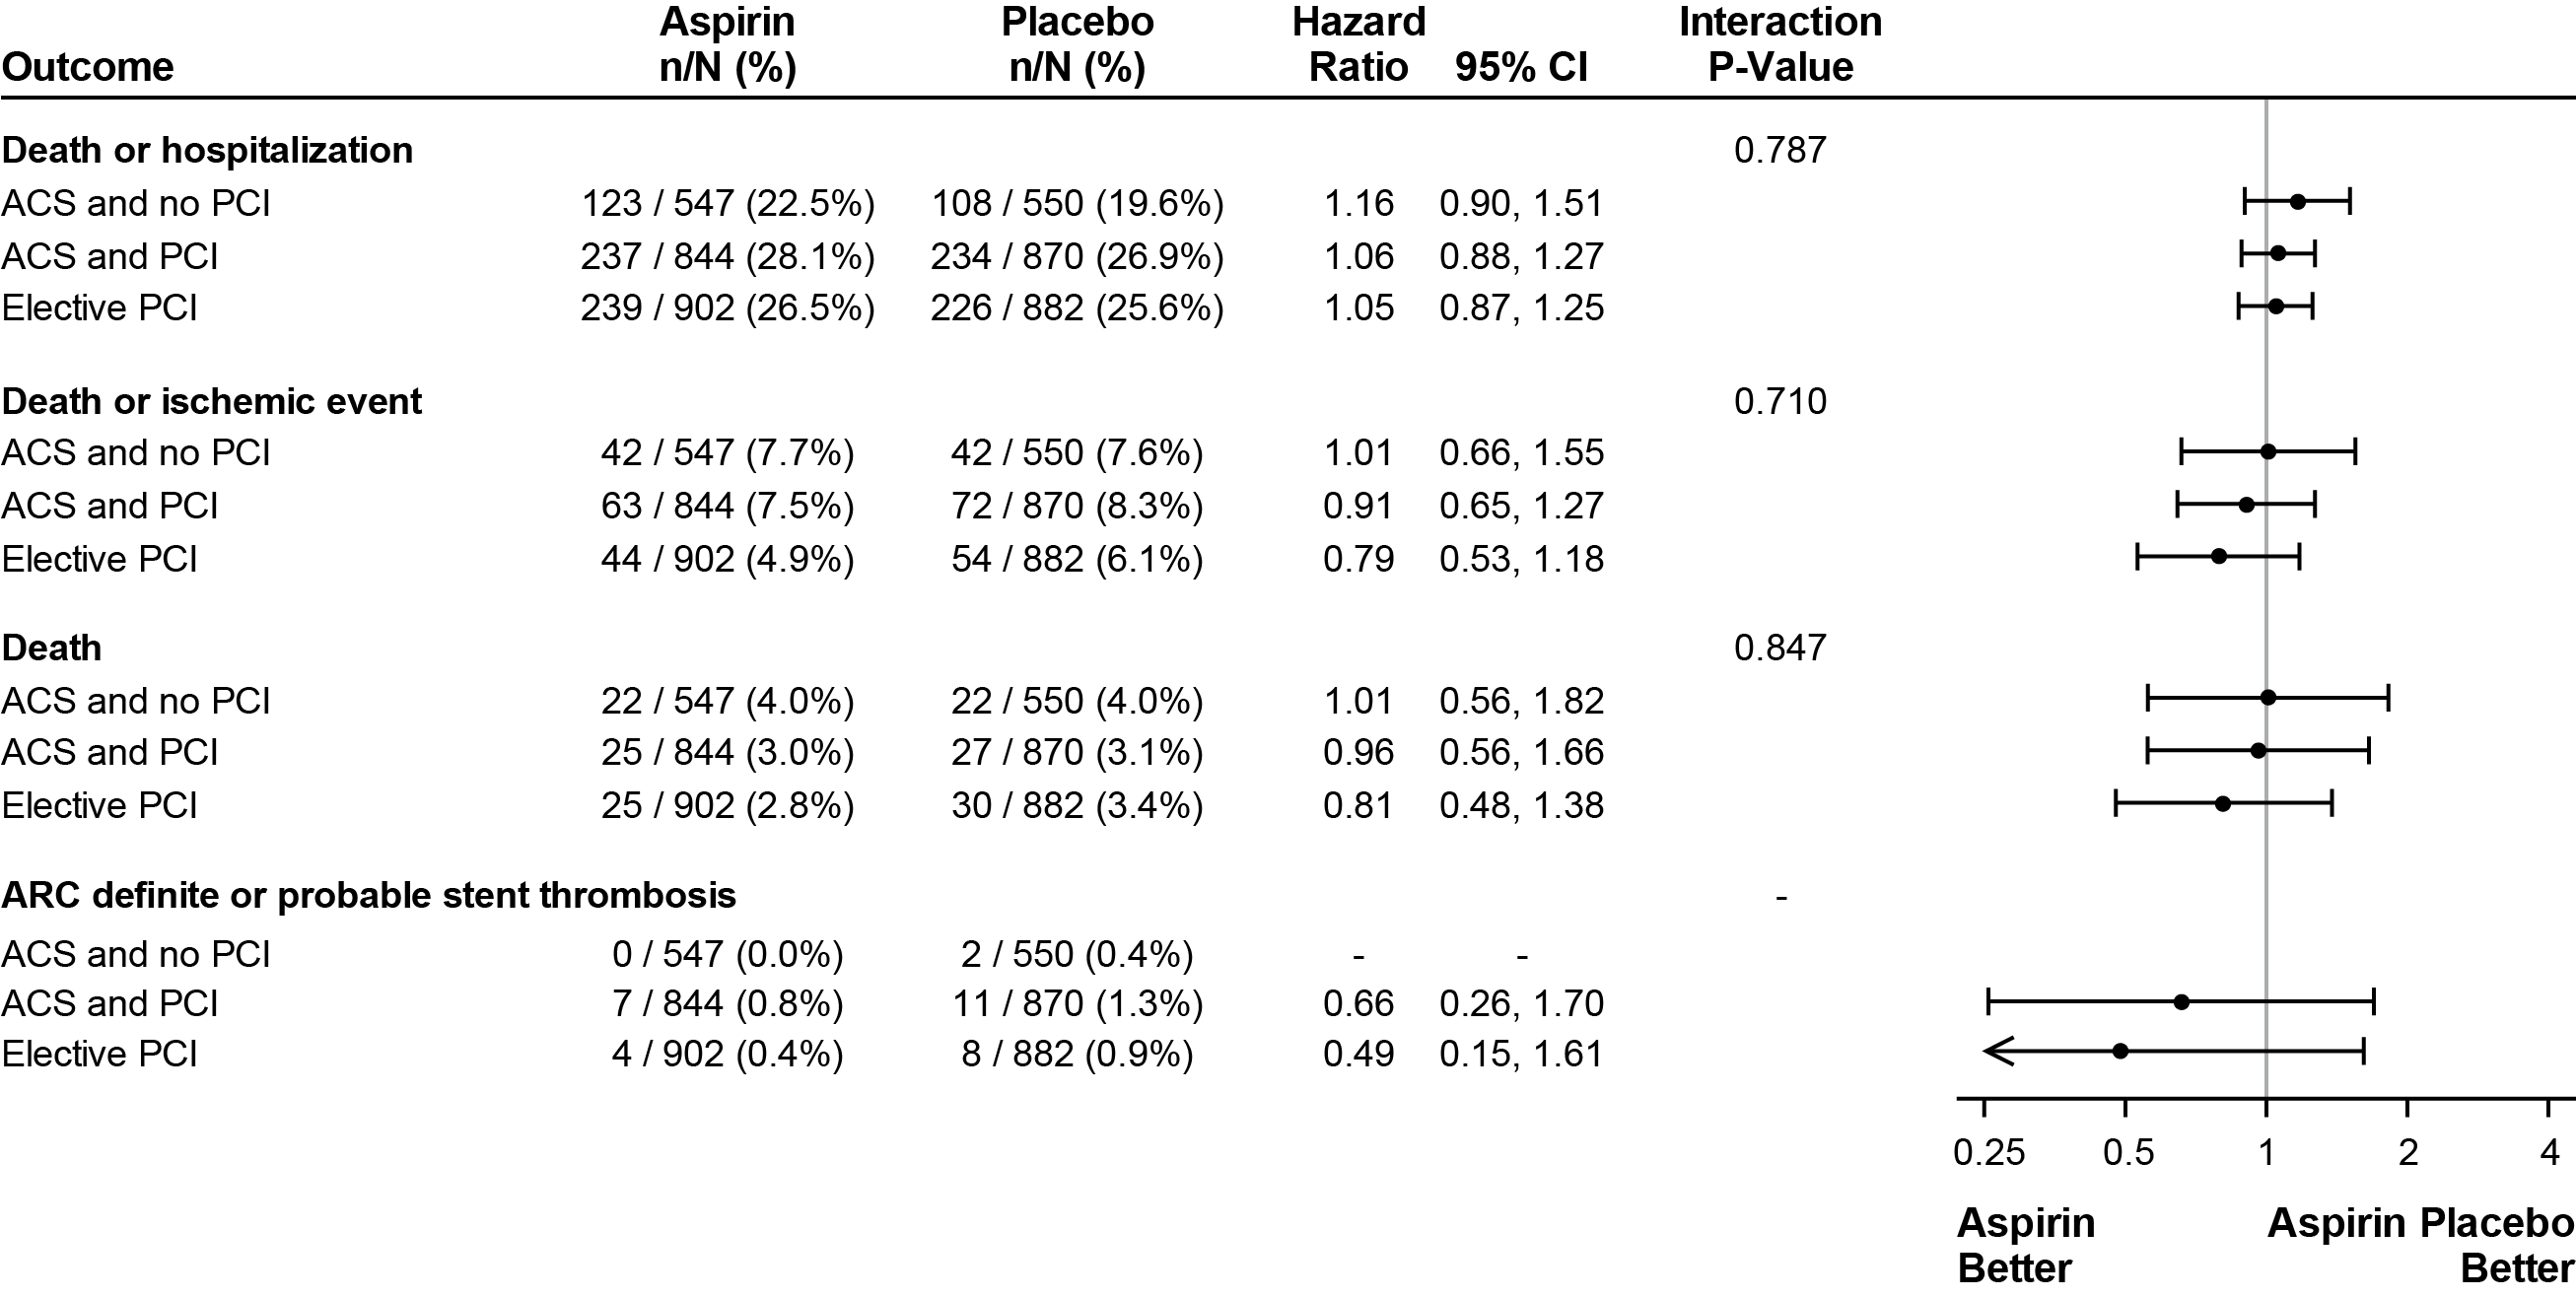 Aspirin Placebo Hazard Interaction
Outcome n/N (%) n/N (%) Ratio 95% CI P-Value
Death or hospitalization 0.787
ACS and no PCI 123 / 547 (22.5%) 108 / 550 (19.6%) 1.16 0.90, 1.51
ACS and PCI 237 / 844 (28.1%) 234 / 870 (26.9%) 1.06 0.88, 1.27
Elective PCI 239 / 902 (26.5%) 226 / 882 (25.6%) 1.05 0.87, 1.25
Death or ischemic event 0.710
ACS and no PCI 42 / 547 (7.7%) 42 / 550 (7.6%) 1.01 0.66, 1.55
ACS and PCI 63 / 844 (7.5%) 72 / 870 (8.3%) 0.91 0.65, 1.27
Elective PCI 44 / 902 (4.9%) 54 / 882 (6.1%) 0.79 0.53, 1.18
Death 0.847
ACS and no PCI 22 / 547 (4.0%) 22 / 550 (4.0%) 1.01 0.56, 1.82
ACS and PCI 25 / 844 (3.0%) 27 / 870 (3.1%) 0.96 0.56, 1.66
Elective PCI 25 / 902 (2.8%) 30 / 882 (3.4%) 0.81 0.48, 1.38
ARC definite or probable stent thrombosis -
ACS and no PCI 0 / 547 (0.0%) 2 / 550 (0.4%) - -
ACS and PCI 7 / 844 (0.8%) 11 / 870 (1.3%) 0.66 0.26, 1.70
Elective PCI 4 / 902 (0.4%) 8 / 882 (0.9%) 0.49 0.15, 1.61
0.25 0.5 1 2 4
Aspirin Aspirin Placebo
Better Better